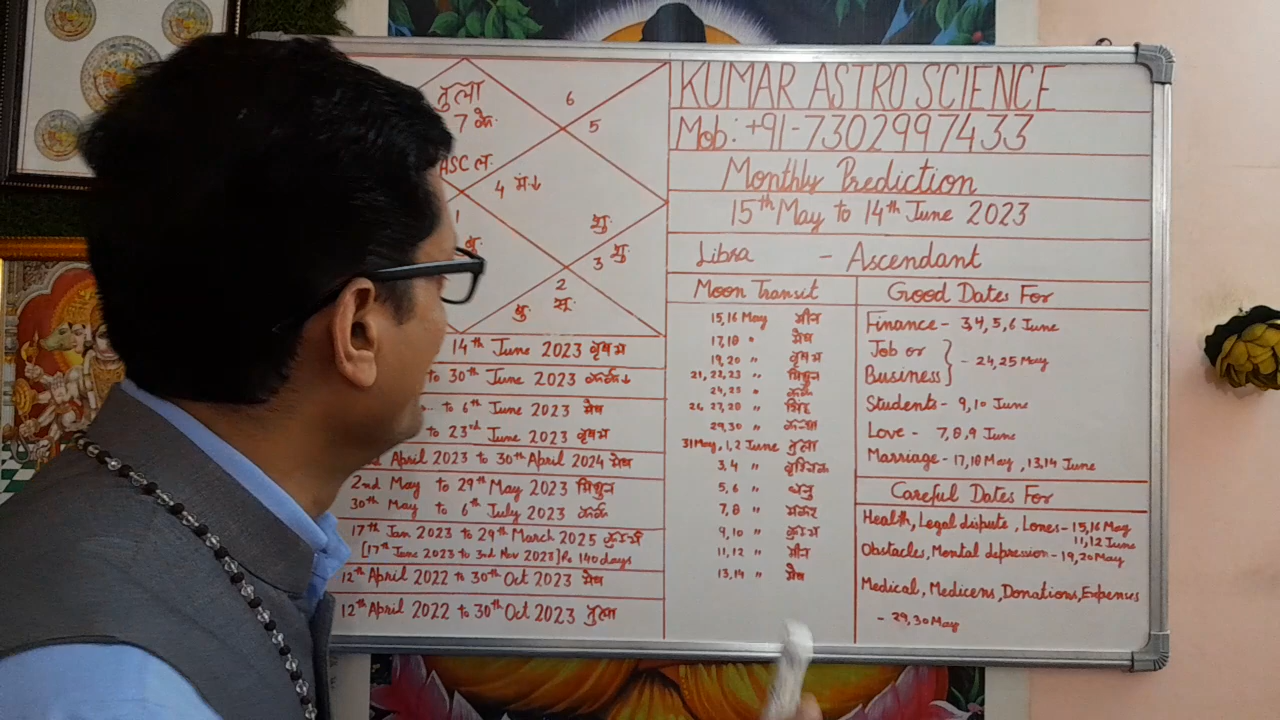 KUMAR ASTRO SCIENCE
Mob: +91-7302997433
Monthly Prediction
15th May to 14th June 2023
Libra - Ascendant
तुला
7 के.
ASC ल.
6
5
4 मं↓
1
शु.
3
2
सू.
14th June 2023 वृषभ
to 30th June 2023 कर्क↓
to 6th June 2023 मेष
to 23rd June 2023 वृषभ
April 2023 to 30th April 2024 मेष
2nd May to 29th May 2023 मिथुन
30th May to 6th July 2023 कर्क
17th Jan 2023 to 29th March 2025 कुंभ
[17th June 2023 to 3rd Nov 2023] R 140 days
12th April 2022 to 30th Oct 2023 मेष
12th April 2022 to 30th Oct 2023 तुला
Moon Transit
15,16 May मीन
17,18 " मेष
19,20 " वृषभ
21,22,23 " मिथुन
24,25 " कर्क
26,27,28 " सिंह
29,30 " कन्या
31 May, 1,2 June तुला
3,4 " वृश्चिक
5,6 " धनु
7,8 " मकर
9,10 " कुंभ
11,12 " मीन
13,14 " मेष
Good Dates For
Finance - 3,4,5,6 June
Job or
Business } - 24,25 May
Students - 9,10 June
Love - 7,8,9 June
Marriage - 17,18 May, 13,14 June
Careful Dates For
Health, Legal dispute, Lones - 15,16 May
11,12 June
Obstacles, Mental depression - 19,20 May
Medical, Medicens, Donations, Expenses
- 29,30 May